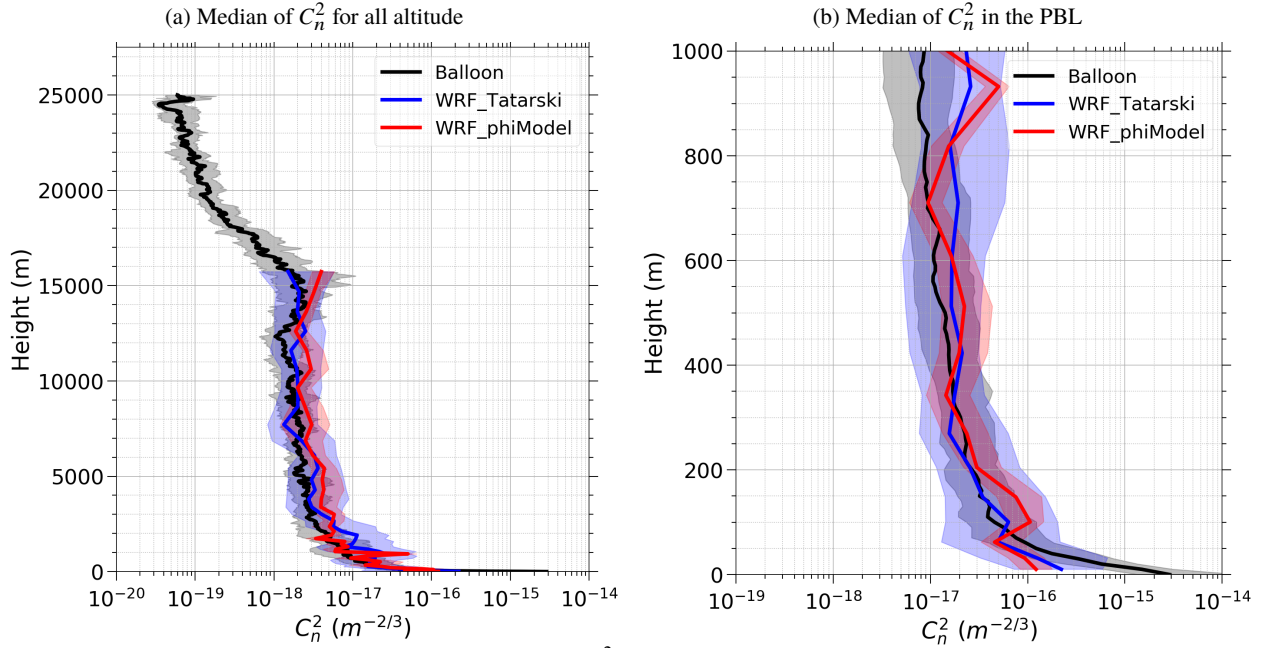 (a) Median of $C_n^2$ for all altitude
Balloon
WRF_Tatarski
WRF_phiModel
Height (m)
25000
20000
15000
10000
5000
0
10⁻²⁰ 10⁻¹⁹ 10⁻¹⁸ 10⁻¹⁷ 10⁻¹⁶ 10⁻¹⁵ 10⁻¹⁴
$C_n^2$ $(m^{-2/3})$
(b) Median of $C_n^2$ in the PBL
Balloon
WRF_Tatarski
WRF_phiModel
Height (m)
1000
800
600
400
200
0
10⁻¹⁹ 10⁻¹⁸ 10⁻¹⁷ 10⁻¹⁶ 10⁻¹⁵ 10⁻¹⁴
$C_n^2$ $(m^{-2/3})$